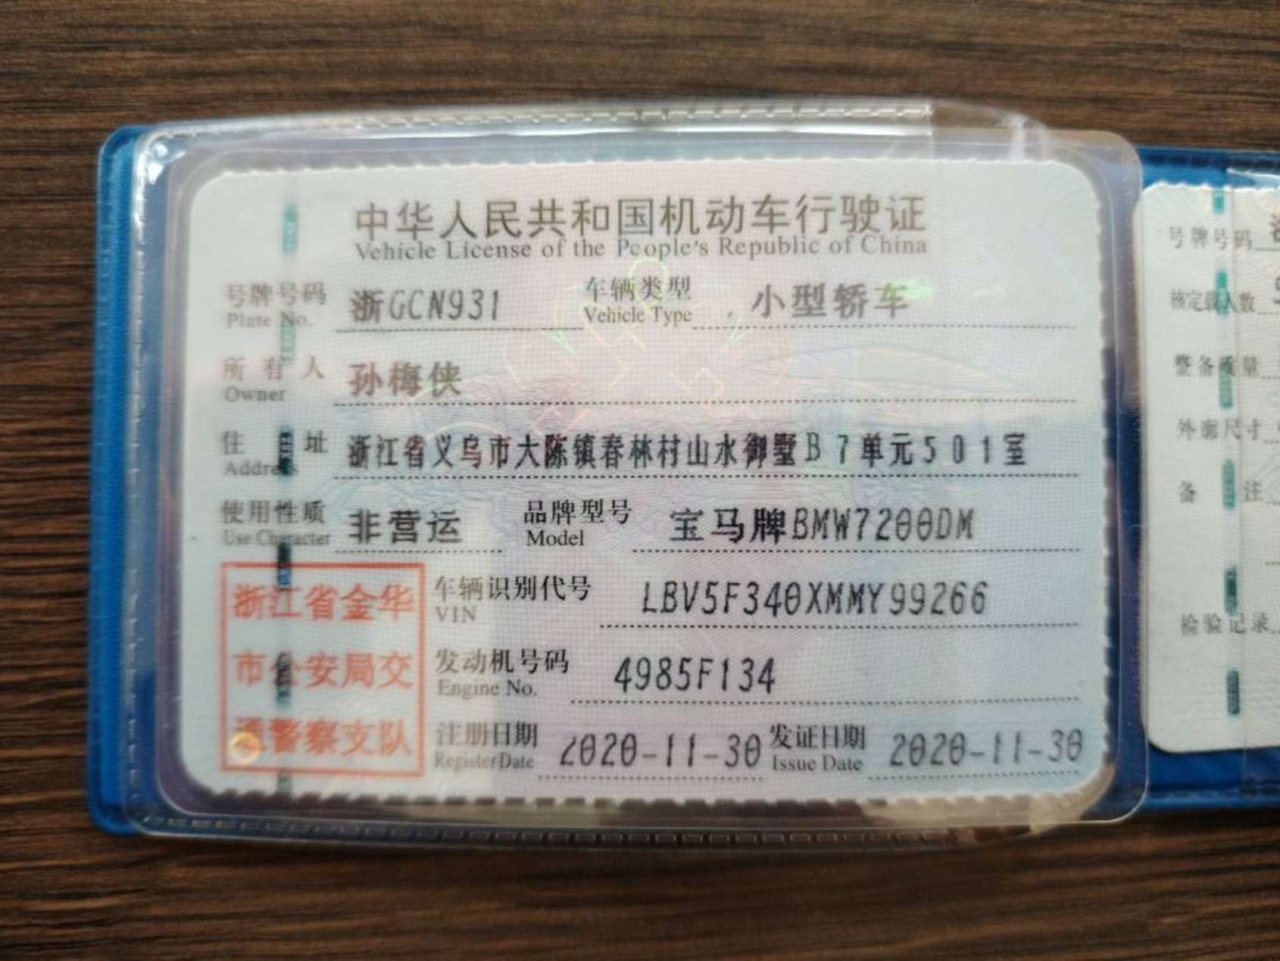 中华人民共和国机动车行驶证
Vehicle License of the People's Republic of China
号牌号码 浙GCN931 车辆类型 小型轿车
Plate No. Vehicle Type
所有人 孙梅侠
Owner
住址 浙江省义乌市大陈镇春林村山水御墅B7单元501室
Address
使用性质 非营运 品牌型号 宝马牌BMW7200DM
Use Character Model
浙江省金华
市公安局交
通警察支队
车辆识别代号 LBV5F340XMMY99266
VIN
发动机号码 4985F134
Engine No.
注册日期 2020-11-30 发证日期 2020-11-30
Register Date Issue Date
号牌号码
核定载人数
整备质量
外廓尺寸
备注
检验记录